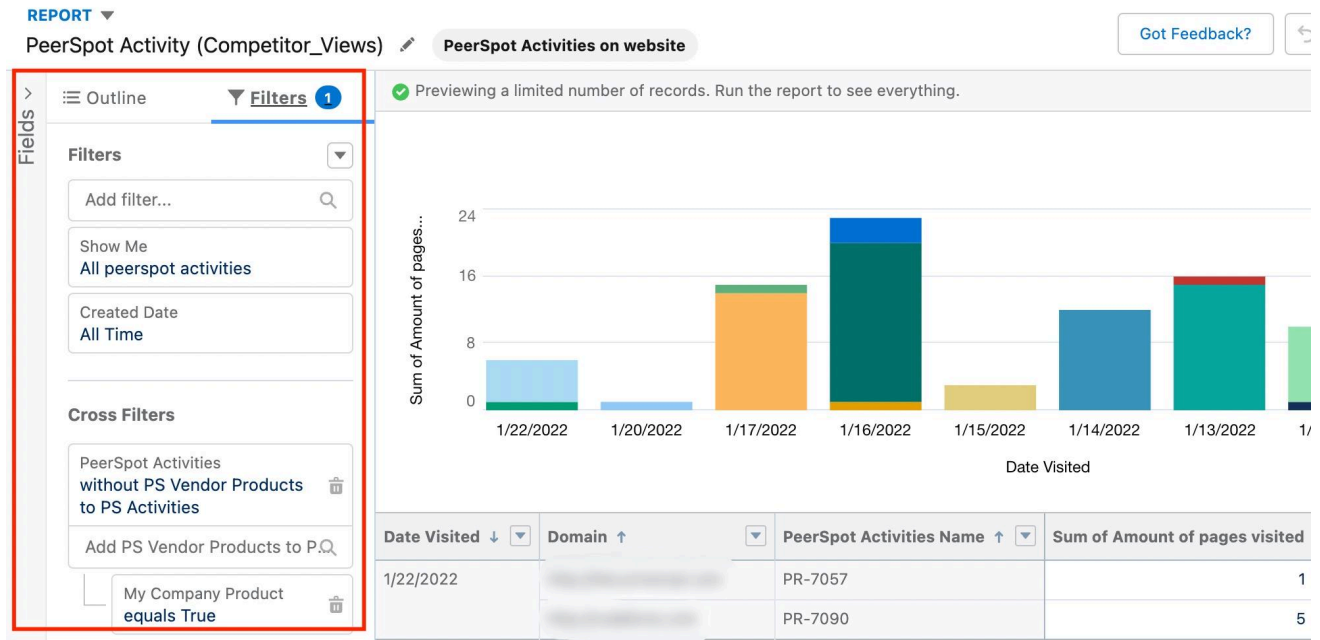 REPORT
PeerSpot Activity (Competitor_Views)
PeerSpot Activities on website
Got Feedback?
Fields
Outline
Filters 1
Previewing a limited number of records. Run the report to see everything.
Filters
Add filter...
Show Me
All peerspot activities
Created Date
All Time
Cross Filters
PeerSpot Activities
without PS Vendor Products
to PS Activities
Add PS Vendor Products to P.
My Company Product
equals True
Sum of Amount of pages...
24
16
8
0
1/22/2022
1/20/2022
1/17/2022
1/16/2022
1/15/2022
1/14/2022
1/13/2022
1/
Date Visited
Date Visited
Domain
PeerSpot Activities Name
Sum of Amount of pages visited
1/22/2022
PR-7057
1
PR-7090
5